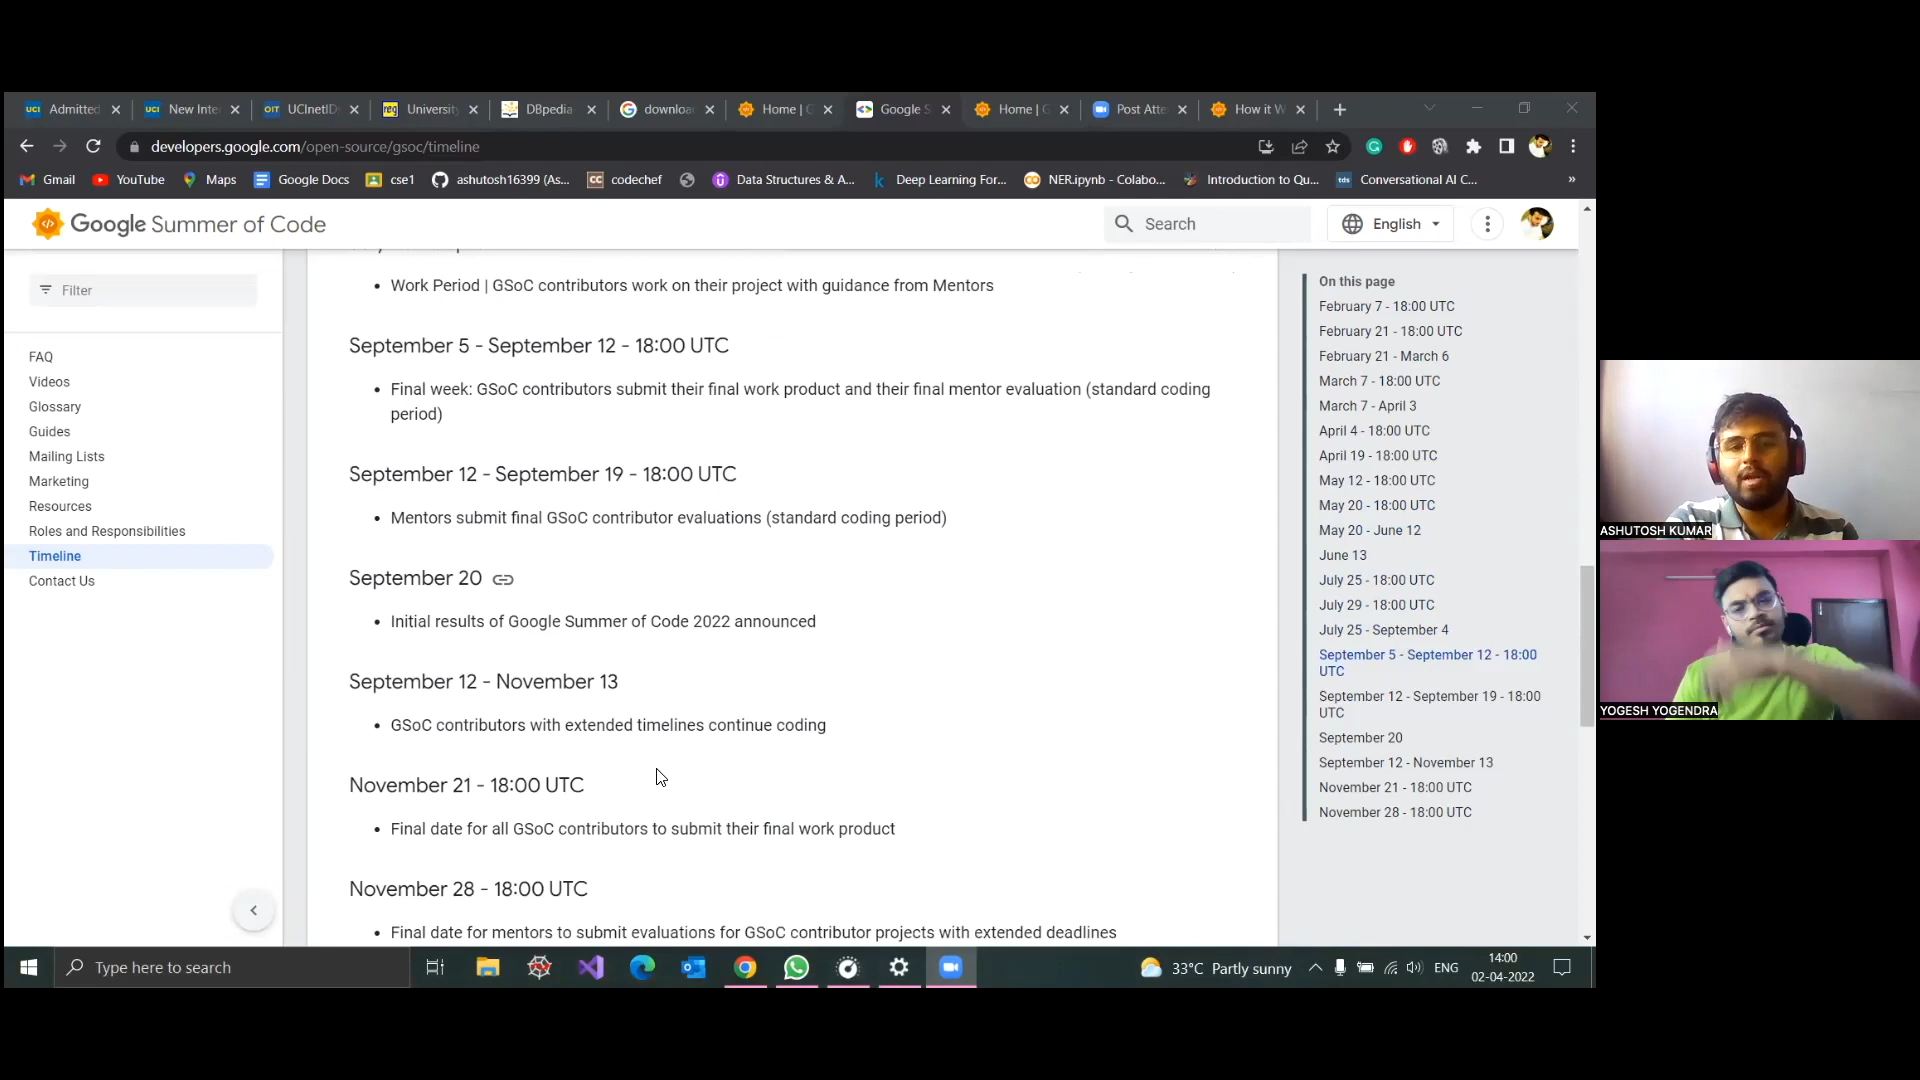 Admitted
New Inte
UCInetID
University
DBpedia
downloa
Home | G
Google S
Home | G
Post Atte
How it W
developers.google.com/open-source/gsoc/timeline
Gmail
YouTube
Maps
Google Docs
cse1
ashutosh16399 (As...
codechef
Data Structures & A...
Deep Learning For...
NER.ipynb - Colabo...
Introduction to Qu...
Conversational AI C...
»
Google Summer of Code
Search
English
Filter
FAQ
Videos
Glossary
Guides
Mailing Lists
Marketing
Resources
Roles and Responsibilities
Timeline
Contact Us
• Work Period | GSoC contributors work on their project with guidance from Mentors
September 5 - September 12 - 18:00 UTC
• Final week: GSoC contributors submit their final work product and their final mentor evaluation (standard coding
period)
September 12 - September 19 - 18:00 UTC
• Mentors submit final GSoC contributor evaluations (standard coding period)
September 20
• Initial results of Google Summer of Code 2022 announced
September 12 - November 13
• GSoC contributors with extended timelines continue coding
November 21 - 18:00 UTC
• Final date for all GSoC contributors to submit their final work product
November 28 - 18:00 UTC
• Final date for mentors to submit evaluations for GSoC contributor projects with extended deadlines
On this page
February 7 - 18:00 UTC
February 21 - 18:00 UTC
February 21 - March 6
March 7 - 18:00 UTC
March 7 - April 3
April 4 - 18:00 UTC
April 19 - 18:00 UTC
May 12 - 18:00 UTC
May 20 - 18:00 UTC
May 20 - June 12
June 13
July 25 - 18:00 UTC
July 29 - 18:00 UTC
July 25 - September 4
September 5 - September 12 - 18:00
UTC
September 12 - September 19 - 18:00
UTC
September 20
September 12 - November 13
November 21 - 18:00 UTC
November 28 - 18:00 UTC
ASHUTOSH KUMAR
YOGESH YOGENDRA
Type here to search
33°C Partly sunny
ENG
14:00
02-04-2022